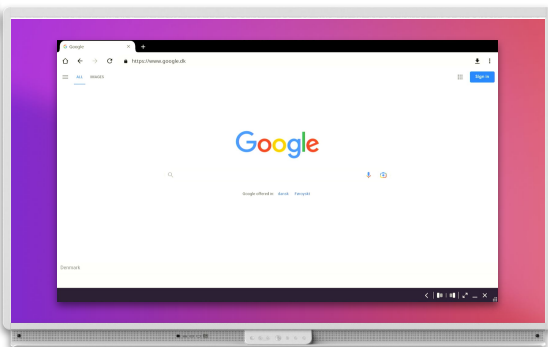 Google
https://www.google.dk
ALL IMAGES
Sign in
Google
Google offered in: dansk Føroyskt
Denmark